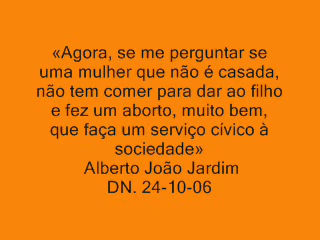 «Agora, se me perguntar se
uma mulher que não é casada,
não tem comer para dar ao filho
e fez um aborto, muito bem,
que faça um serviço cívico à
sociedade»
Alberto João Jardim
DN. 24-10-06